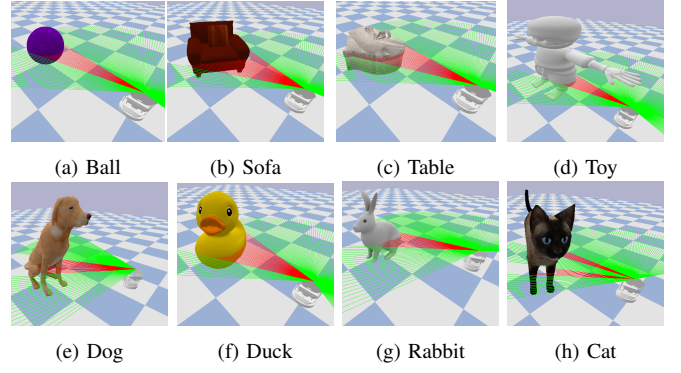 (a) Ball
(b) Sofa
(c) Table
(d) Toy
(e) Dog
(f) Duck
(g) Rabbit
(h) Cat